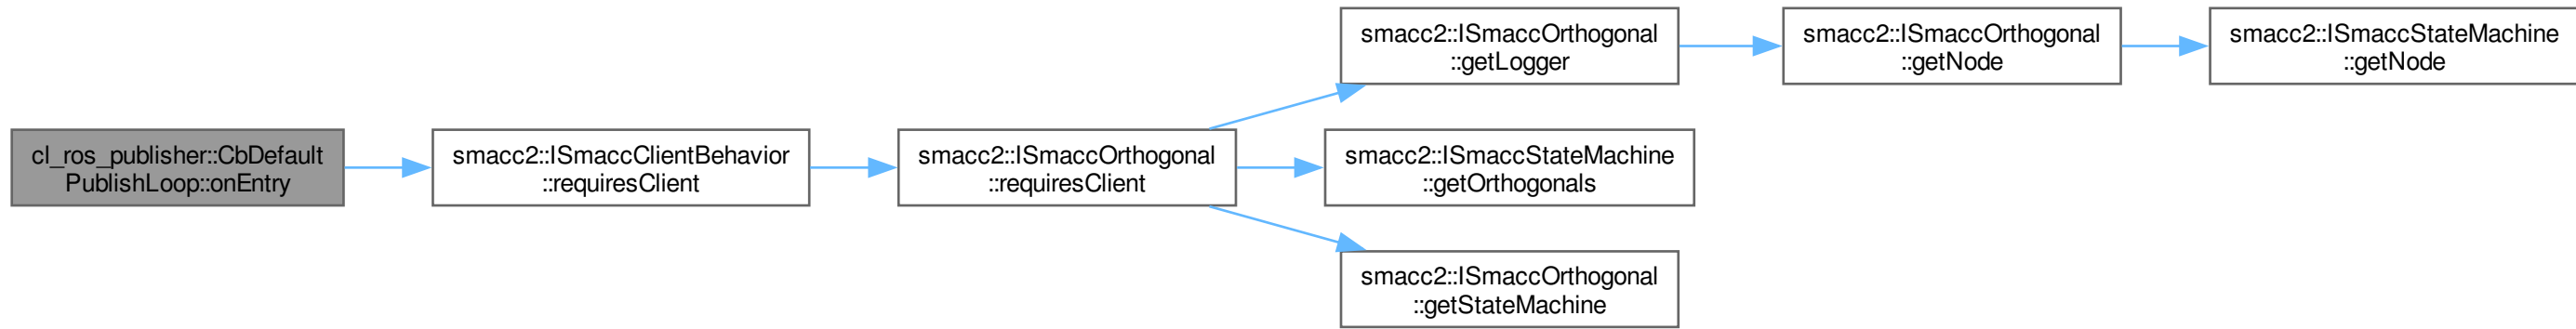 cl_ros_publisher::CbDefault
PublishLoop::onEntry
smacc2::ISmaccClientBehavior
::requiresClient
smacc2::ISmaccOrthogonal
::requiresClient
smacc2::ISmaccOrthogonal
::getLogger
smacc2::ISmaccOrthogonal
::getNode
smacc2::ISmaccStateMachine
::getNode
smacc2::ISmaccStateMachine
::getOrthogonals
smacc2::ISmaccOrthogonal
::getStateMachine